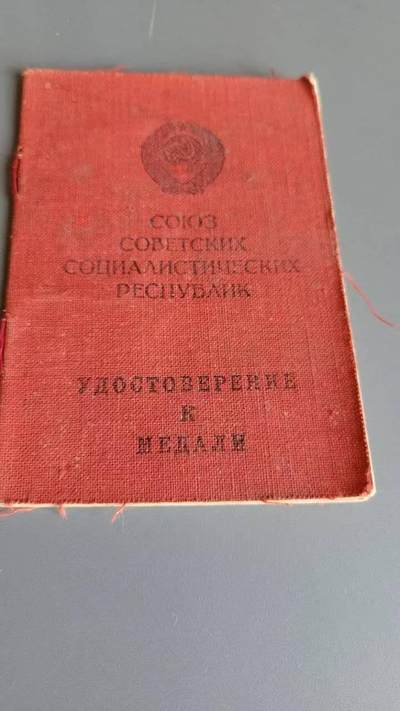 СОЮЗ
СОВЕТСКИХ
СОЦИАЛИСТИЧЕСКИХ
РЕСПУБЛИК
УДОСТОВЕРЕНИЕ
К
МЕДАЛИ